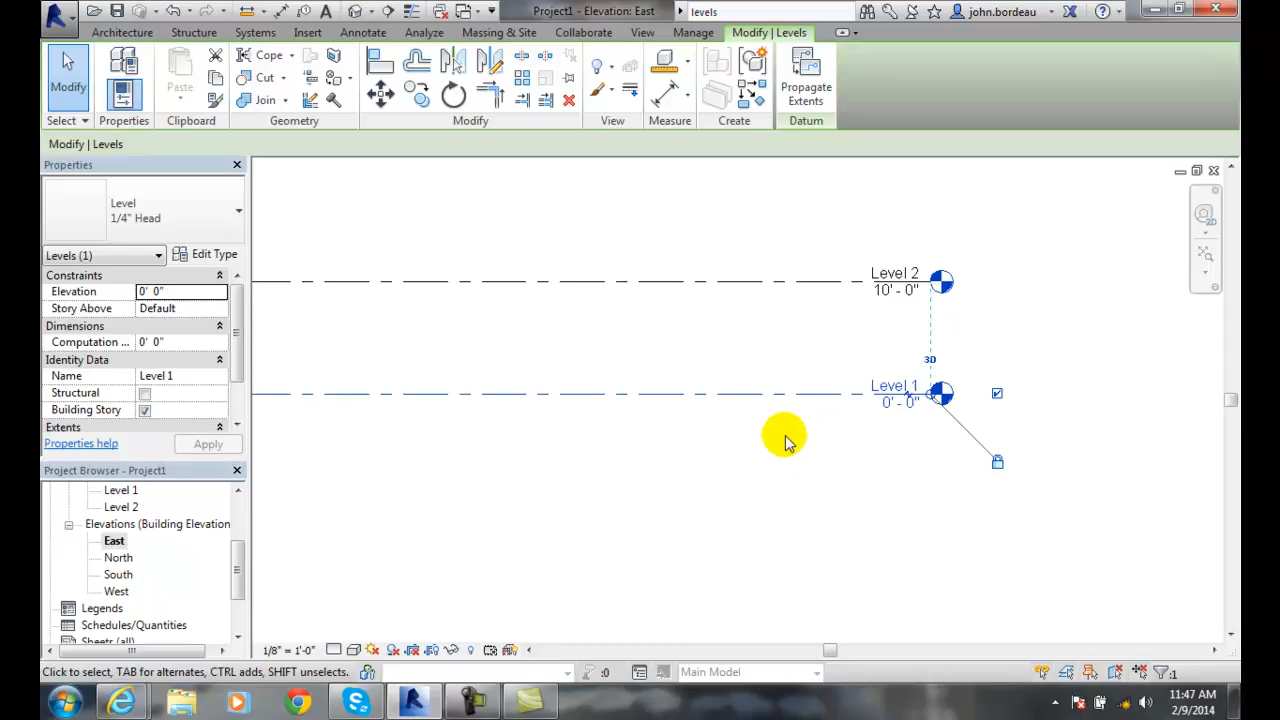 Project1 - Elevation: East
levels
john.bordeau
Architecture Structure Systems Insert Annotate Analyze Massing & Site Collaborate View Manage Modify | Levels
Modify
Cope
Cut
Join
Paste
Propagate
Extents
Select Properties Clipboard Geometry Modify View Measure Create Datum
Modify | Levels
Properties
Level
1/4" Head
Levels (1)
Edit Type
Constraints
Elevation 0' 0"
Story Above Default
Dimensions
Computation ... 0' 0"
Identity Data
Name Level 1
Structural
Building Story
Extents
Properties help
Apply
Project Browser - Project1
Level 1
Level 2
Elevations (Building Elevation
East
North
South
West
Legends
Schedules/Quantities
Sheets (all)
Level 2
10' - 0"
3D
Level 1
0' - 0"
2D
1/8" = 1'-0"
Click to select, TAB for alternates, CTRL adds, SHIFT unselects.
:0
Main Model
:1
11:47 AM
2/9/2014